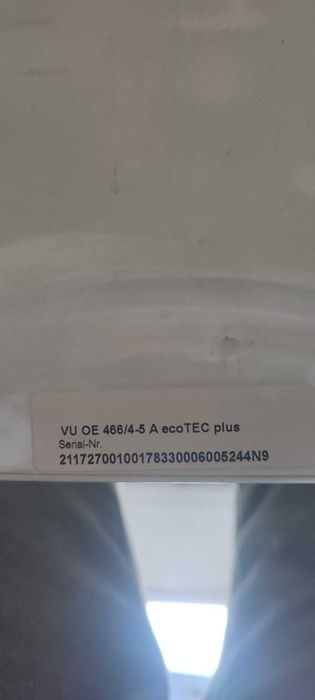 VU OE 466/4-5 A ecoTEC plus
Serial-Nr.
21172700100178330006005244N9